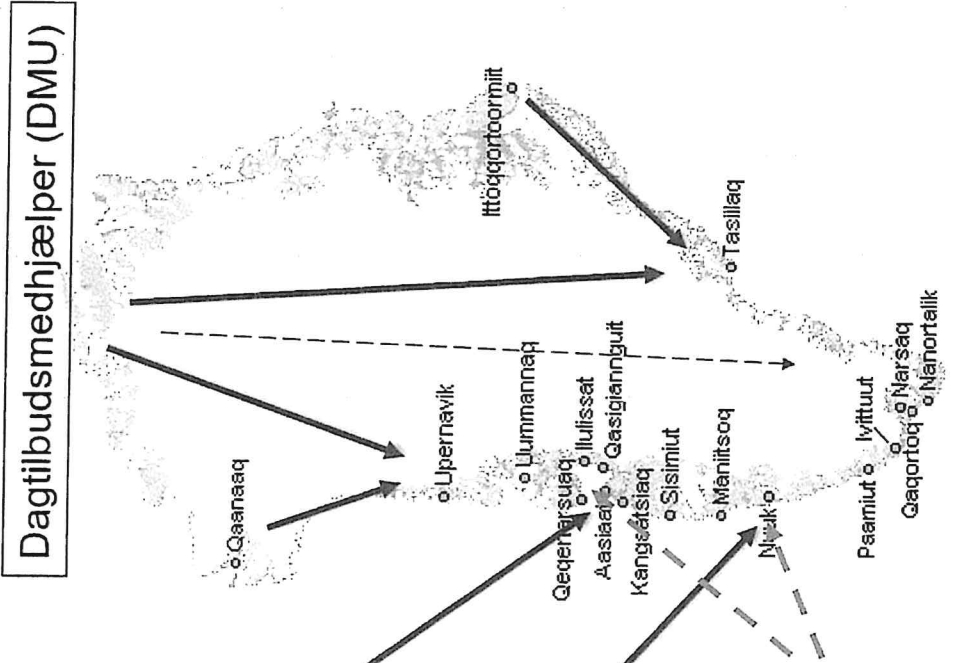 Dagtilbudsmedhjælper (DMU)
Ittoqqortoormiit
Tasiilaq
Qaanaaq
Upernavik
Uummannaq
Qeqertarsuaq
Ilulissat
Aasiaat
Qasigiannguit
Kangaatsiaq
Sisimiut
Maniitsoq
Nuuk
Paamiut
Ivittuut
Narsaq
Qaqortoq
Nanortalik